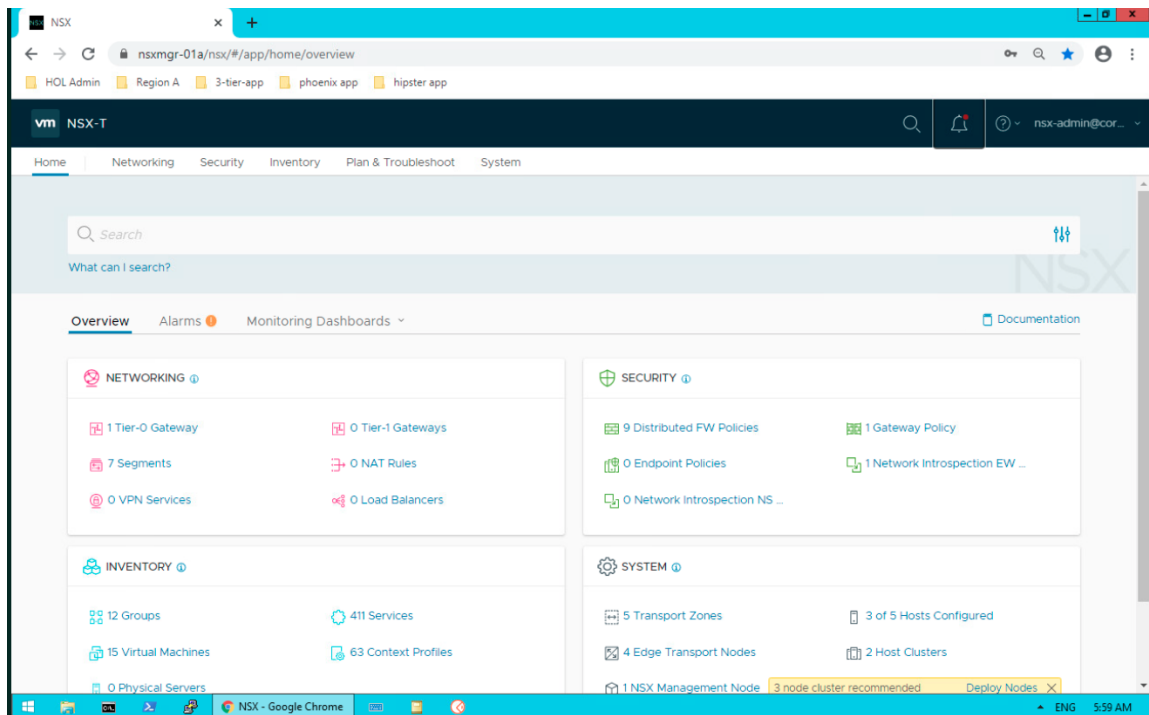 NSX NSX × +
nsxmgr-01a/nsx/#/app/home/overview
HOL Admin Region A 3-tier-app phoenix app hipster app
vm NSX-T nsx-admin@cor...
Home Networking Security Inventory Plan & Troubleshoot System
Search
What can I search?
NSX
Overview Alarms Monitoring Dashboards Documentation
NETWORKING
1 Tier-0 Gateway 0 Tier-1 Gateways
7 Segments 0 NAT Rules
0 VPN Services 0 Load Balancers
SECURITY
9 Distributed FW Policies 1 Gateway Policy
0 Endpoint Policies 1 Network Introspection EW ...
0 Network Introspection NS ...
INVENTORY
12 Groups 411 Services
15 Virtual Machines 63 Context Profiles
0 Physical Servers
SYSTEM
5 Transport Zones 3 of 5 Hosts Configured
4 Edge Transport Nodes 2 Host Clusters
1 NSX Management Node 3 node cluster recommended Deploy Nodes
NSX - Google Chrome ENG 5:59 AM